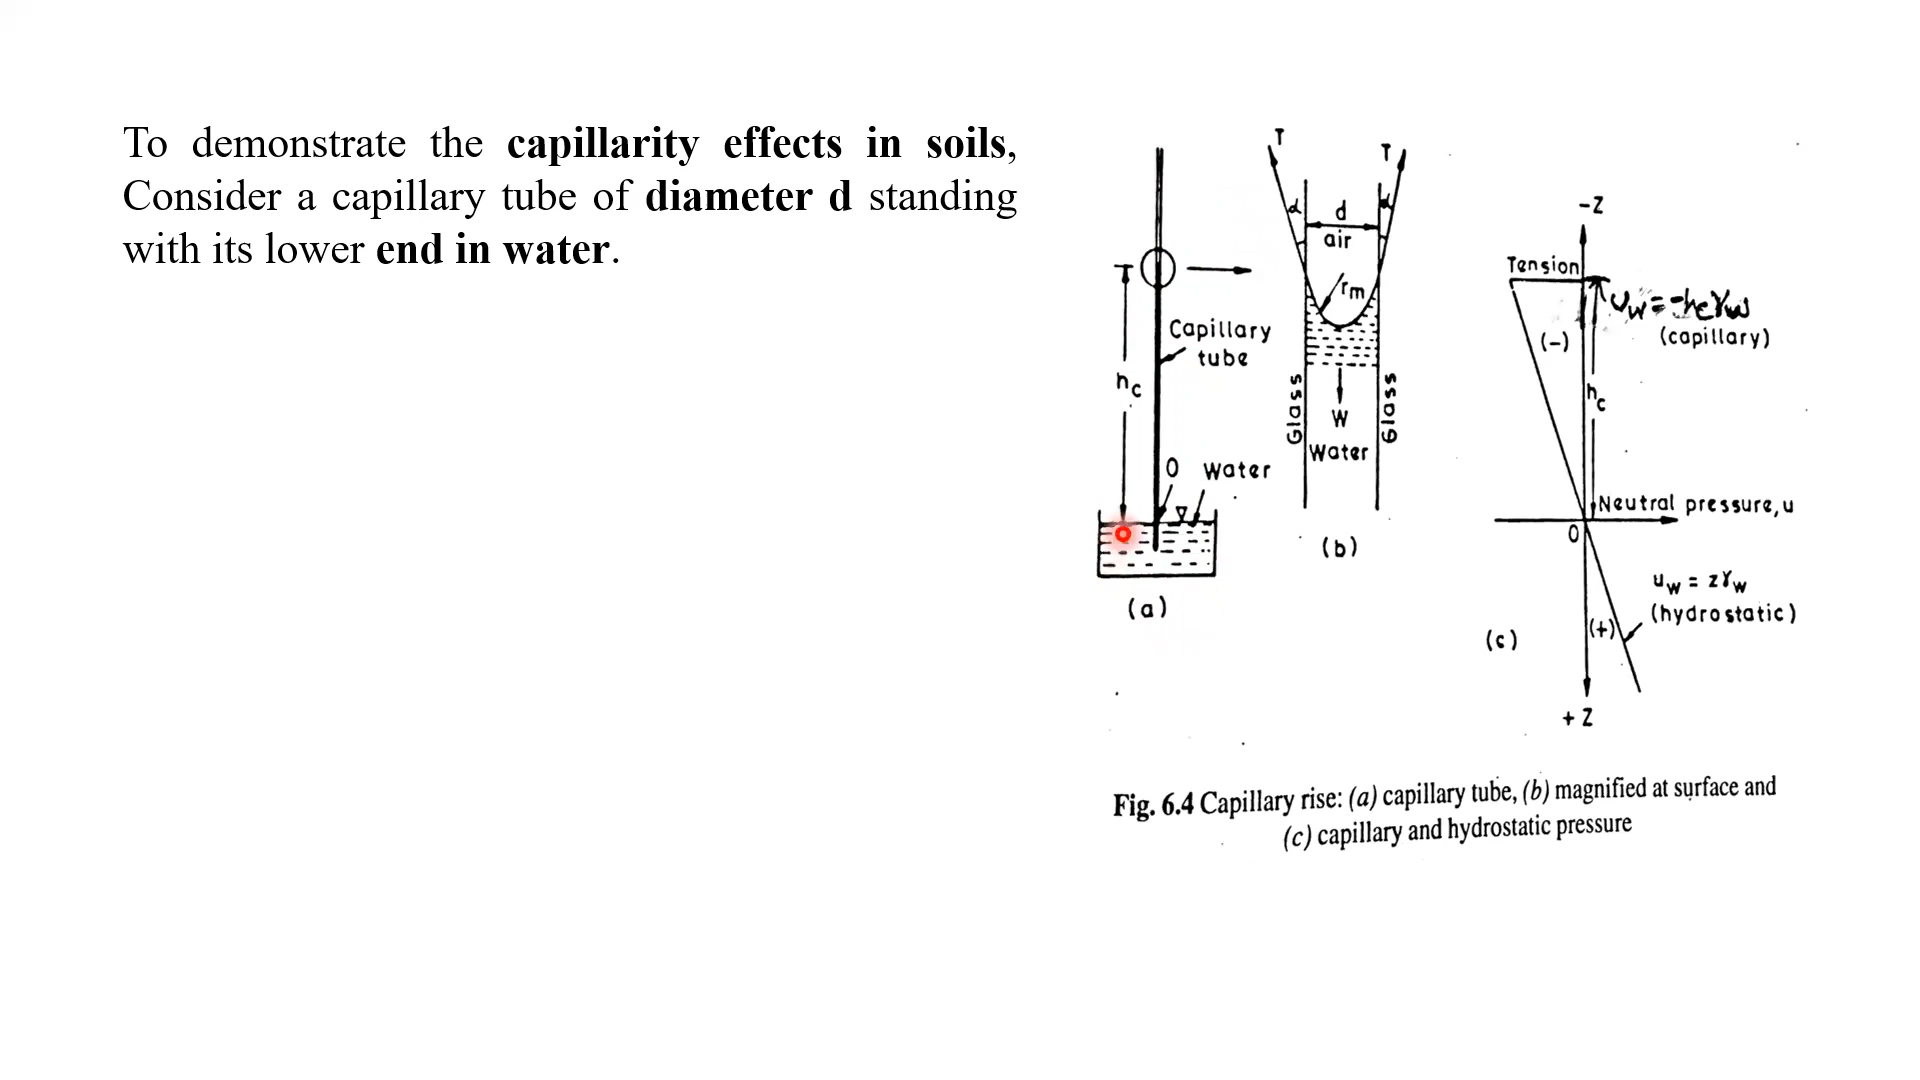 To demonstrate the capillarity effects in soils,
Consider a capillary tube of diameter d standing
with its lower end in water.
T
T
α
α
d
air
rm
Capillary
tube
hc
Glass
Glass
W
Water
O Water
(a)
(b)
-Z
Tension
uw = -hcγw
(capillary)
(-)
hc
Neutral pressure, u
O
uw = zγw
(hydrostatic)
(+)
(c)
+ Z
Fig. 6.4 Capillary rise: (a) capillary tube, (b) magnified at surface and
(c) capillary and hydrostatic pressure